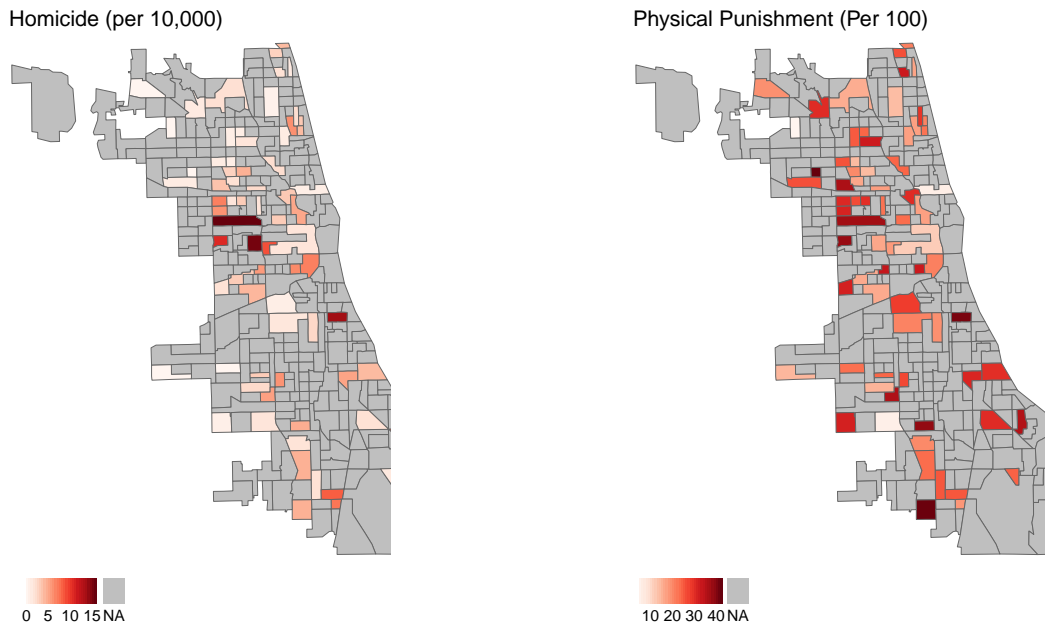 Homicide (per 10,000)
Physical Punishment (Per 100)
0 5 10 15 NA
10 20 30 40 NA